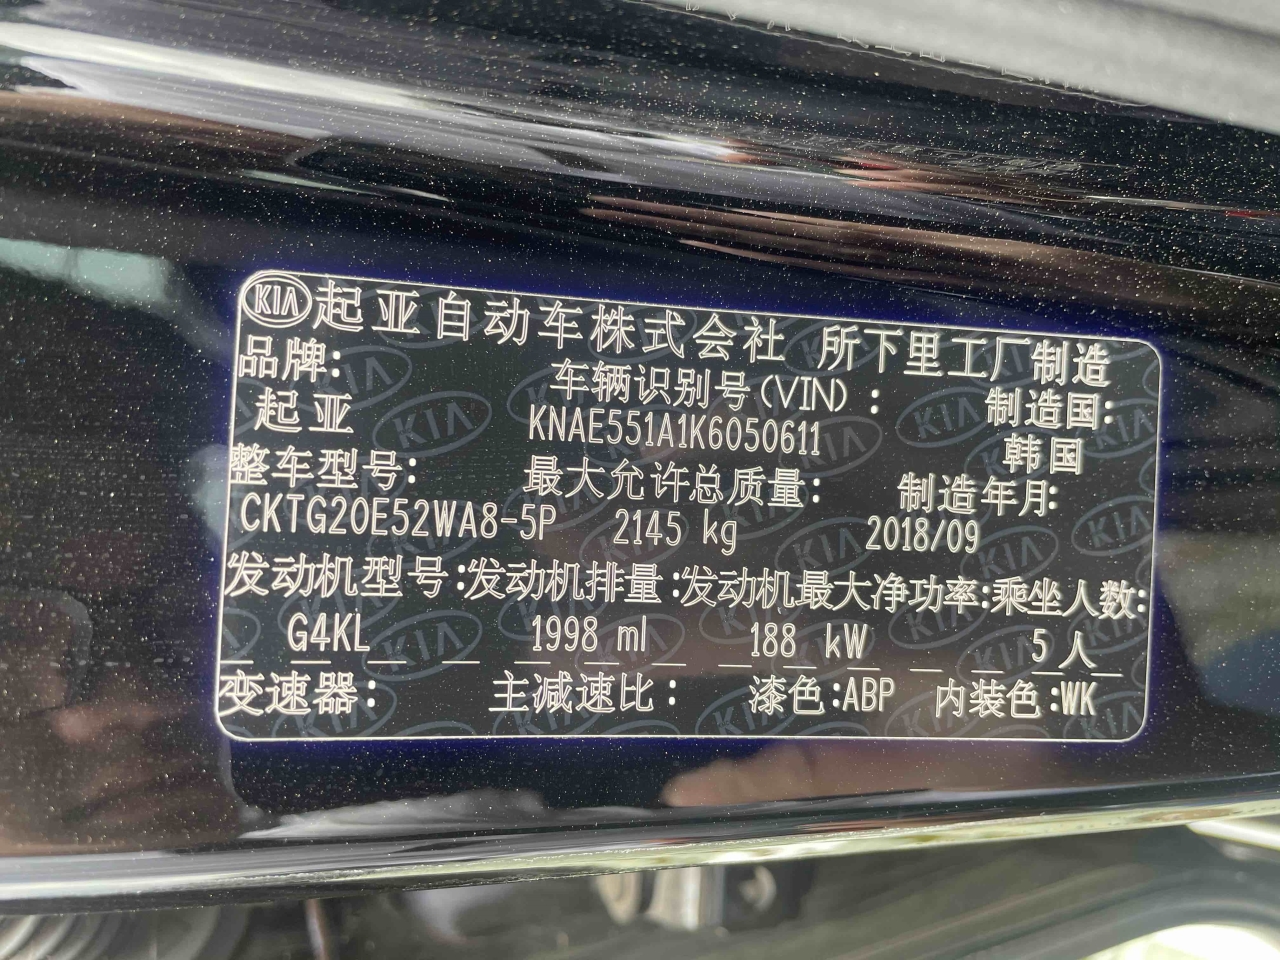 KIA 起亚自动车株式会社 所下里工厂制造
品牌: 车辆识别号(VIN): 制造国:
起亚 KNAE551A1K6050611 韩国
整车型号: 最大允许总质量: 制造年月:
CKTG20E52WA8-5P 2145 kg 2018/09
发动机型号:发动机排量:发动机最大净功率:乘坐人数:
G4KL 1998 ml 188 kW 5人
变速器: 主减速比: 漆色:ABP 内装色:WK